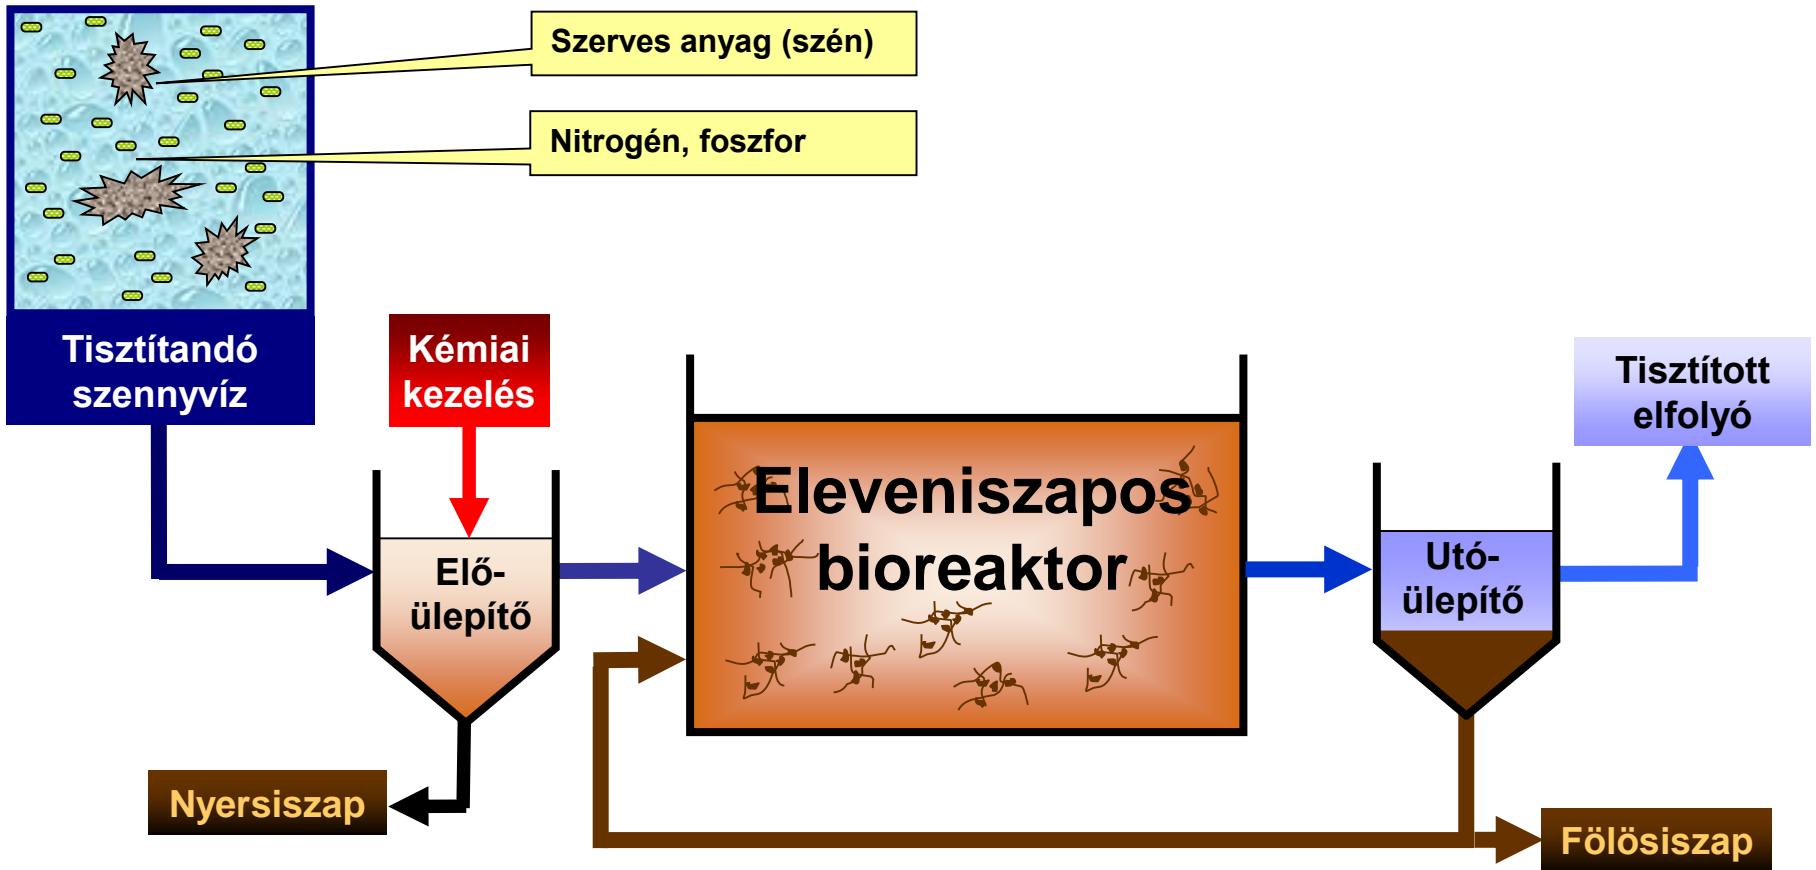 Szerves anyag (szén)
Nitrogén, foszfor
Tisztítandó
szennyvíz
Kémiai
kezelés
Tisztított
elfolyó
Eleveniszapos
bioreaktor
Elő-
ülepítő
Utó-
ülepítő
Nyersiszap
Fölösiszap